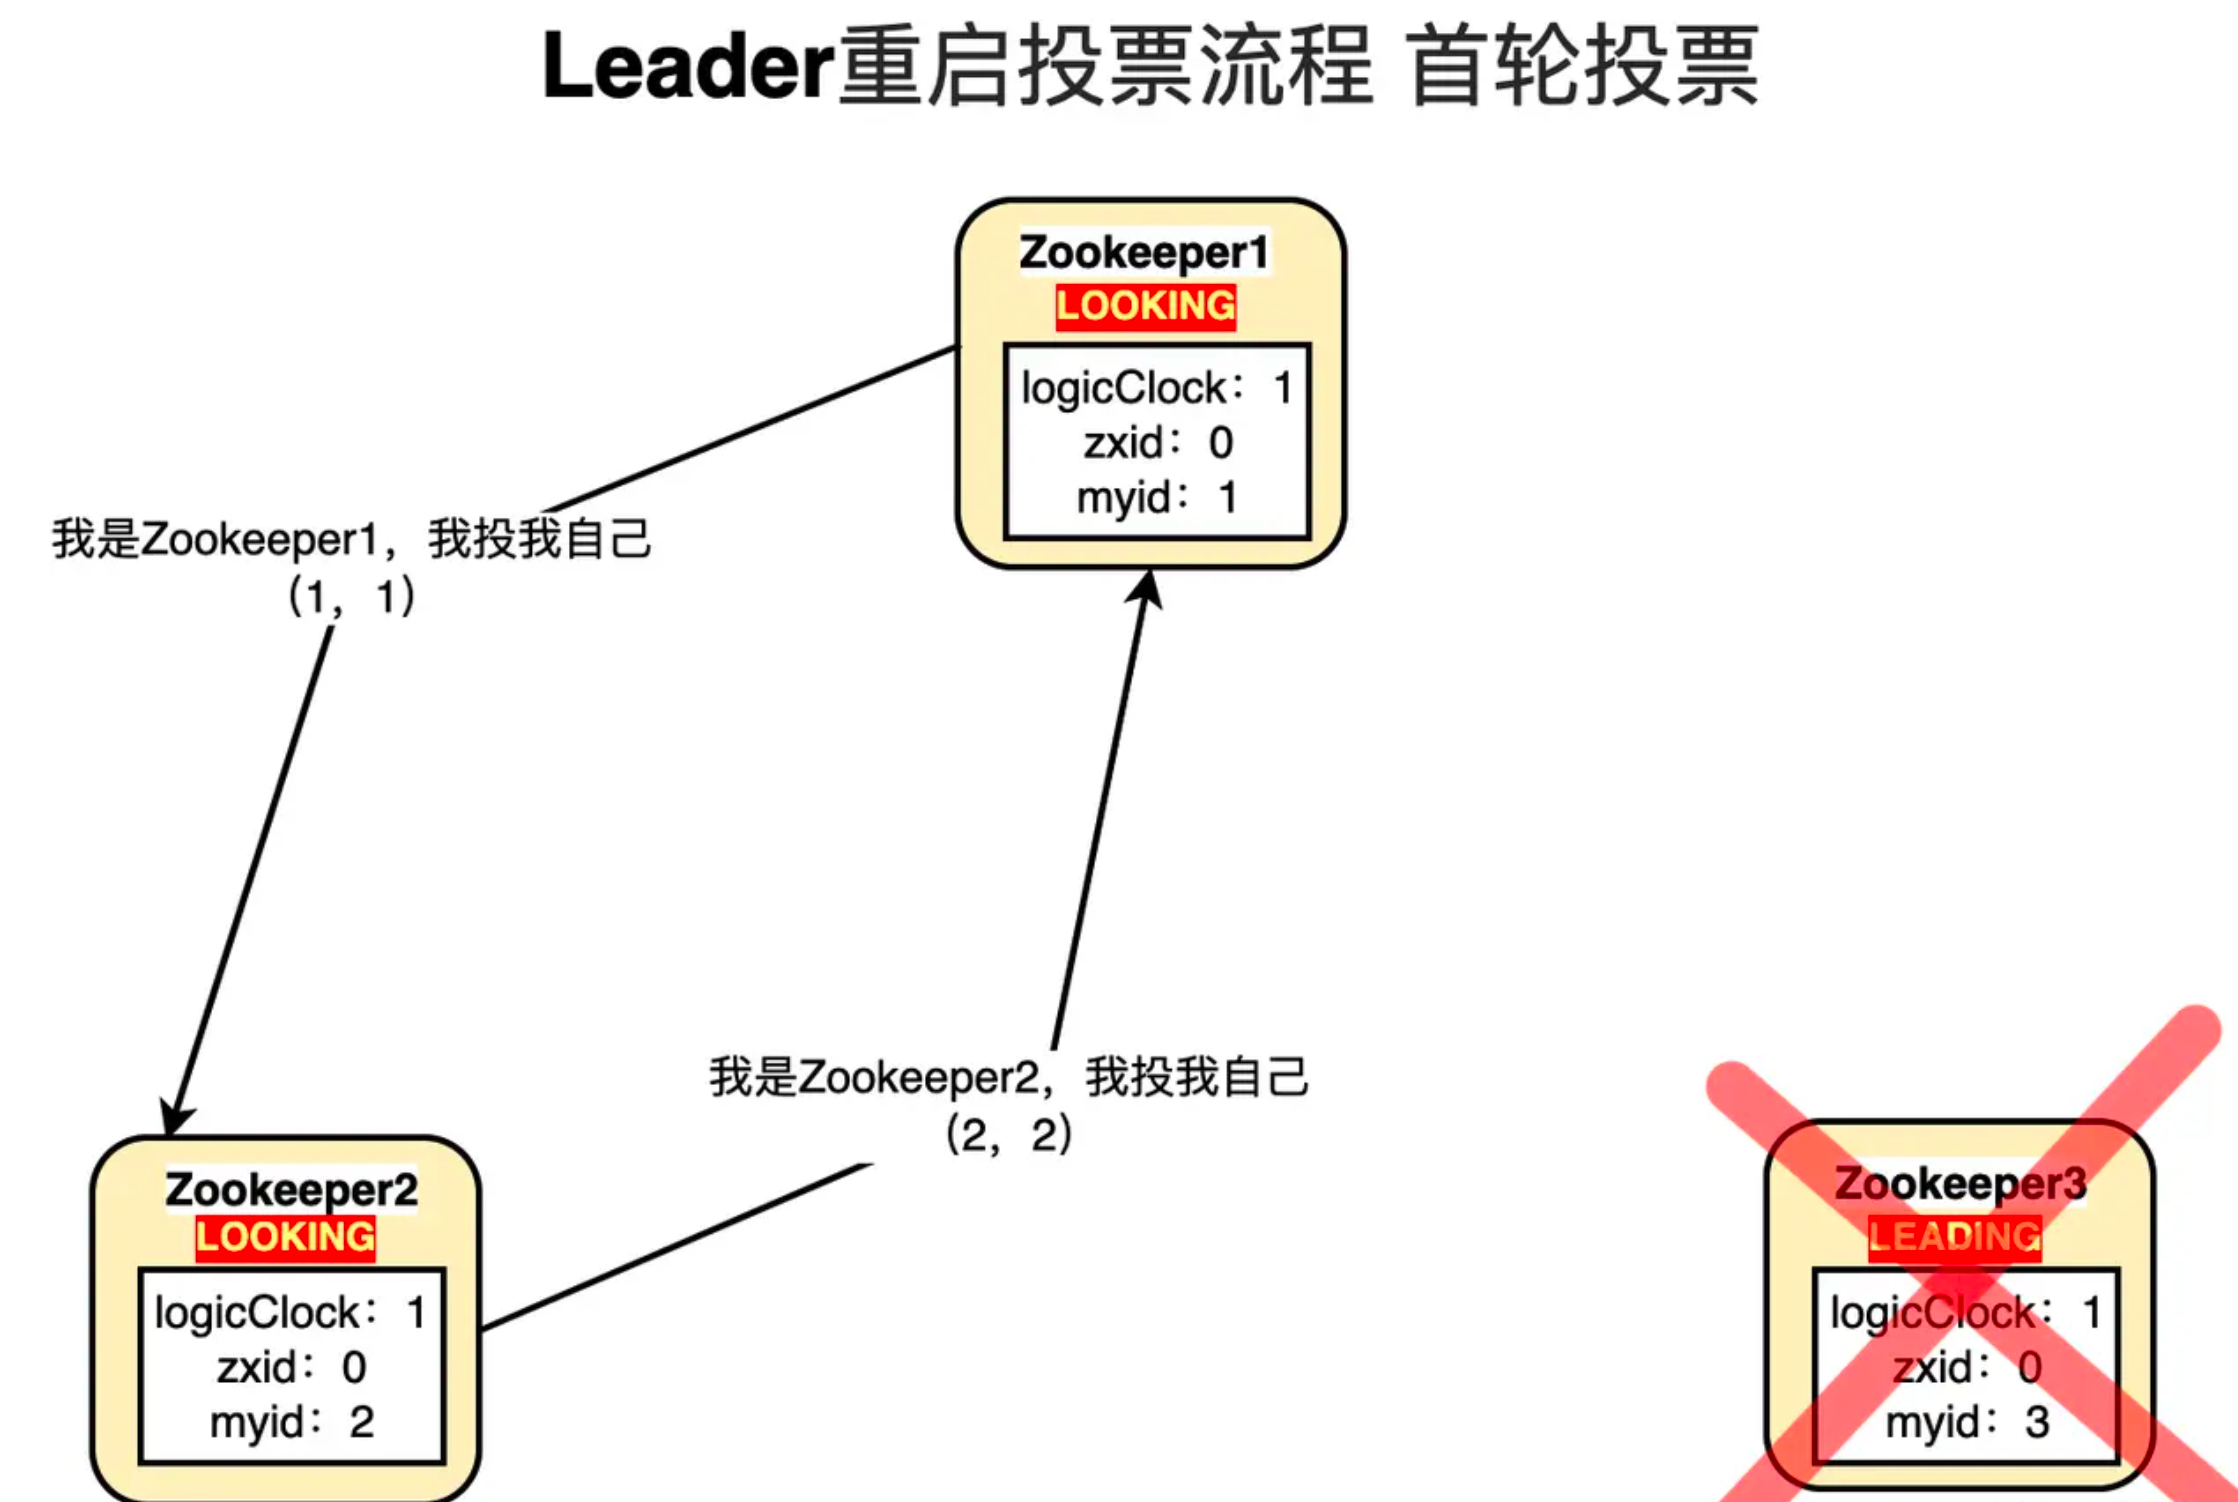 Leader重启投票流程 首轮投票
Zookeeper1
LOOKING
logicClock：1
zxid：0
myid：1
我是Zookeeper1，我投我自己
(1，1)
我是Zookeeper2，我投我自己
(2，2)
Zookeeper2
LOOKING
logicClock：1
zxid：0
myid：2
Zookeeper3
LEADING
logicClock：1
zxid：0
myid：3